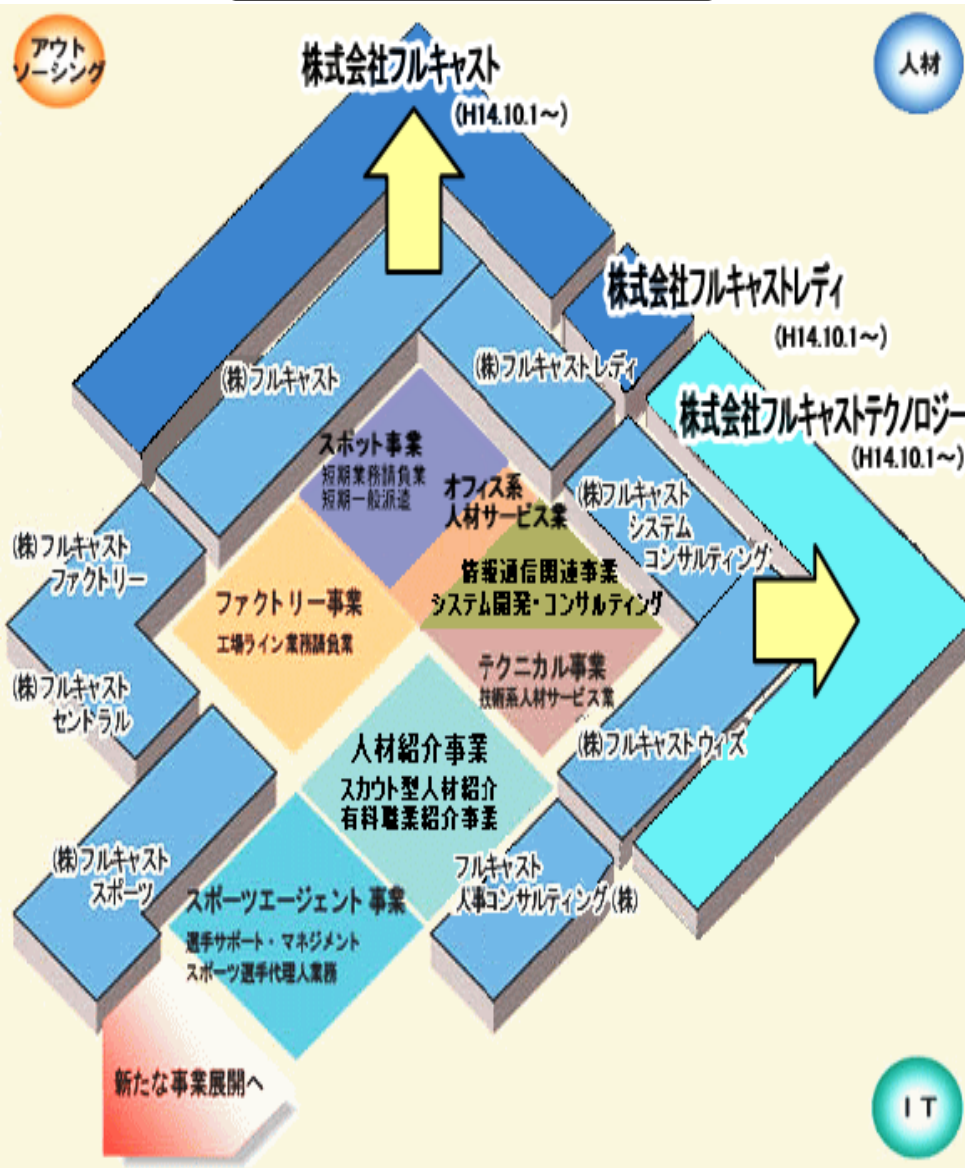 アウト
ソーシング
人材
株式会社フルキャスト
(H14.10.1～)
株式会社フルキャストレディ
(H14.10.1～)
(株)フルキャスト
(株)フルキャストレディ
株式会社フルキャストテクノロジー
(H14.10.1～)
スポット事業
短期業務請負業
短期一般派遣
オフィス系
人材サービス業
(株)フルキャスト
システム
コンサルティング
(株)フルキャスト
ファクトリー
情報通信関連事業
システム開発・コンサルティング
ファクトリー事業
工場ライン業務請負業
テクニカル事業
技術系人材サービス業
(株)フルキャスト
セントラル
(株)フルキャストウィズ
人材紹介事業
スカウト型人材紹介
有料職業紹介事業
(株)フルキャスト
スポーツ
フルキャスト
人事コンサルティング(株)
スポーツエージェント事業
選手サポート・マネジメント
スポーツ選手代理人業務
新たな事業展開へ
IT